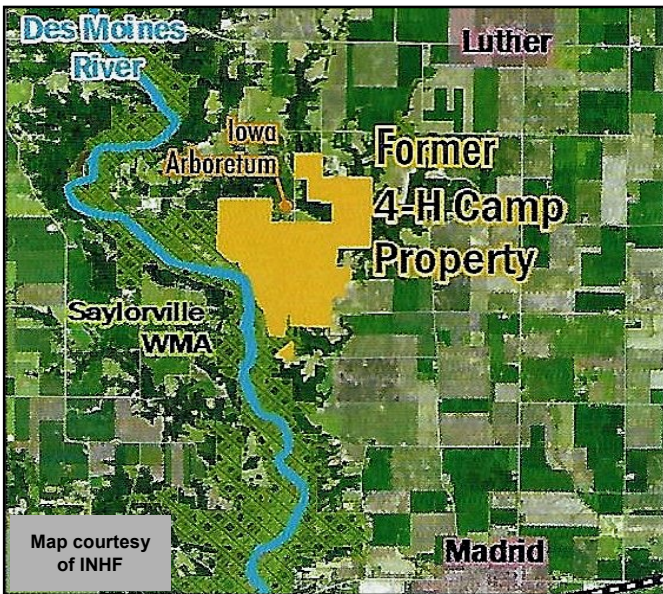 Des Moines
River
Luther
Iowa
Arboretum
Former
4-H Camp
Property
Saylorville
WMA
Map courtesy
of INHF
Madrid